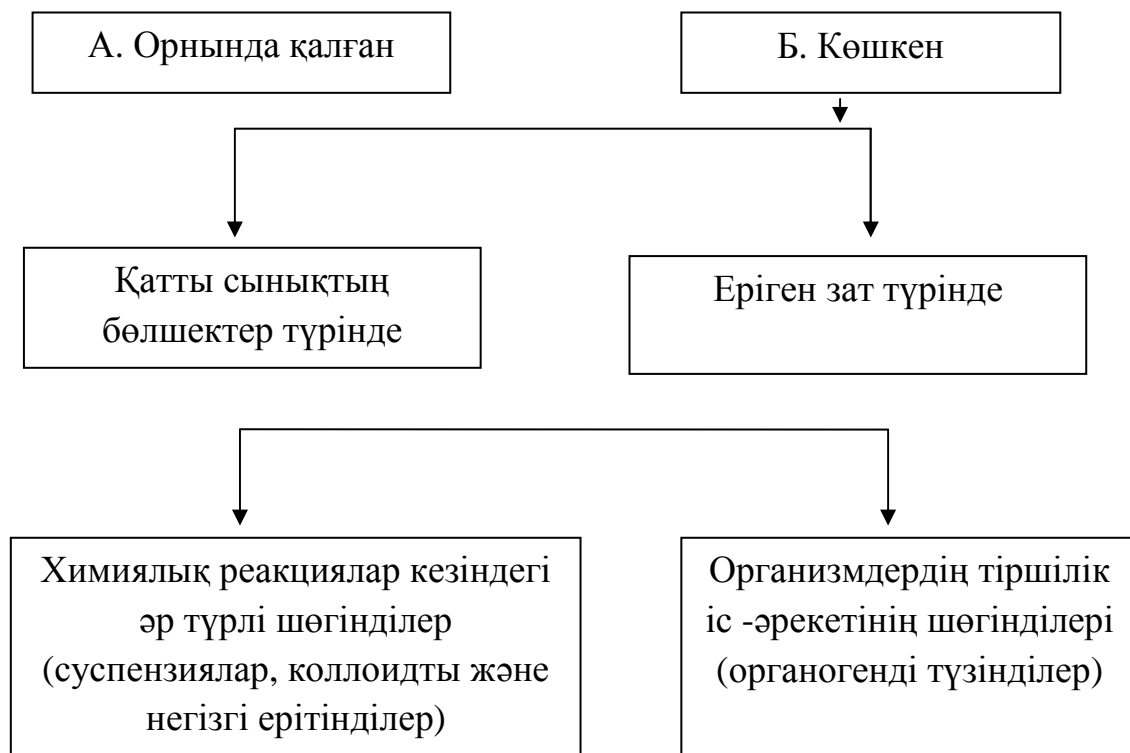 А. Орнында қалған
Б. Көшкен
Қатты сынықтың
бөлшектер түрінде
Еріген зат түрінде
Химиялық реакциялар кезіндегі
әр түрлі шөгінділер
(суспензиялар, коллоидты және
негізгі ерітінділер)
Организмдердің тіршілік
іс -әрекетінің шөгінділері
(органогенді түзінділер)